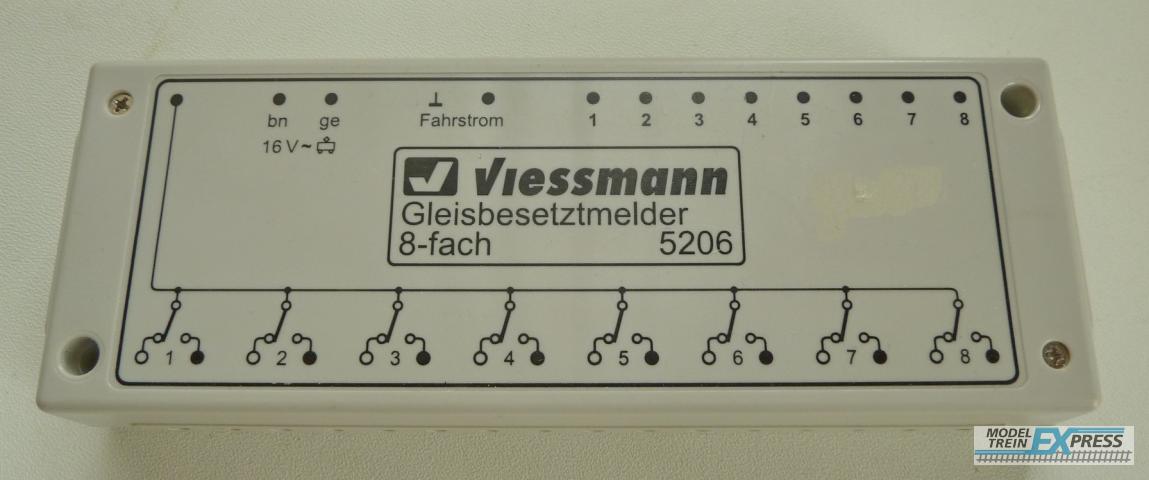 bn ge Fahrstrom 1 2 3 4 5 6 7 8
16 V ~
Viessmann
Gleisbesetztmelder
8-fach 5206
1 2 3 4 5 6 7 8
MODEL
TREIN EXPRESS